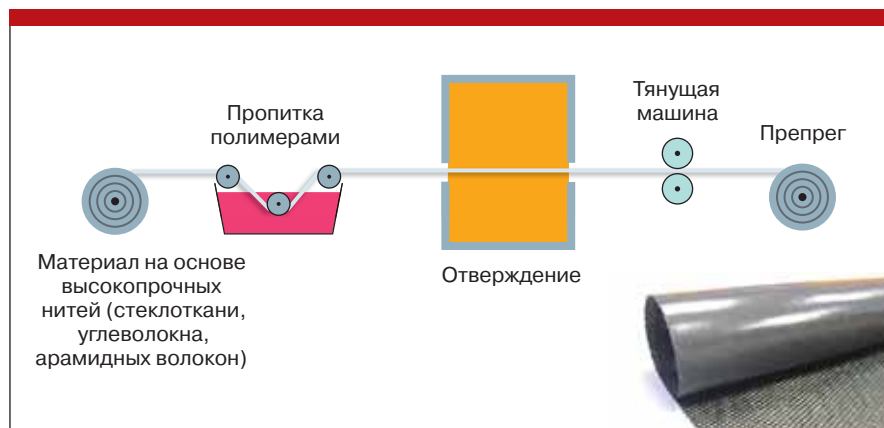 Пропитка
полимерами
Тянущая
машина
Препрег
Материал на основе
высокопрочных
нитей (стеклоткани,
углеволокна,
арамидных волокон)
Отверждение